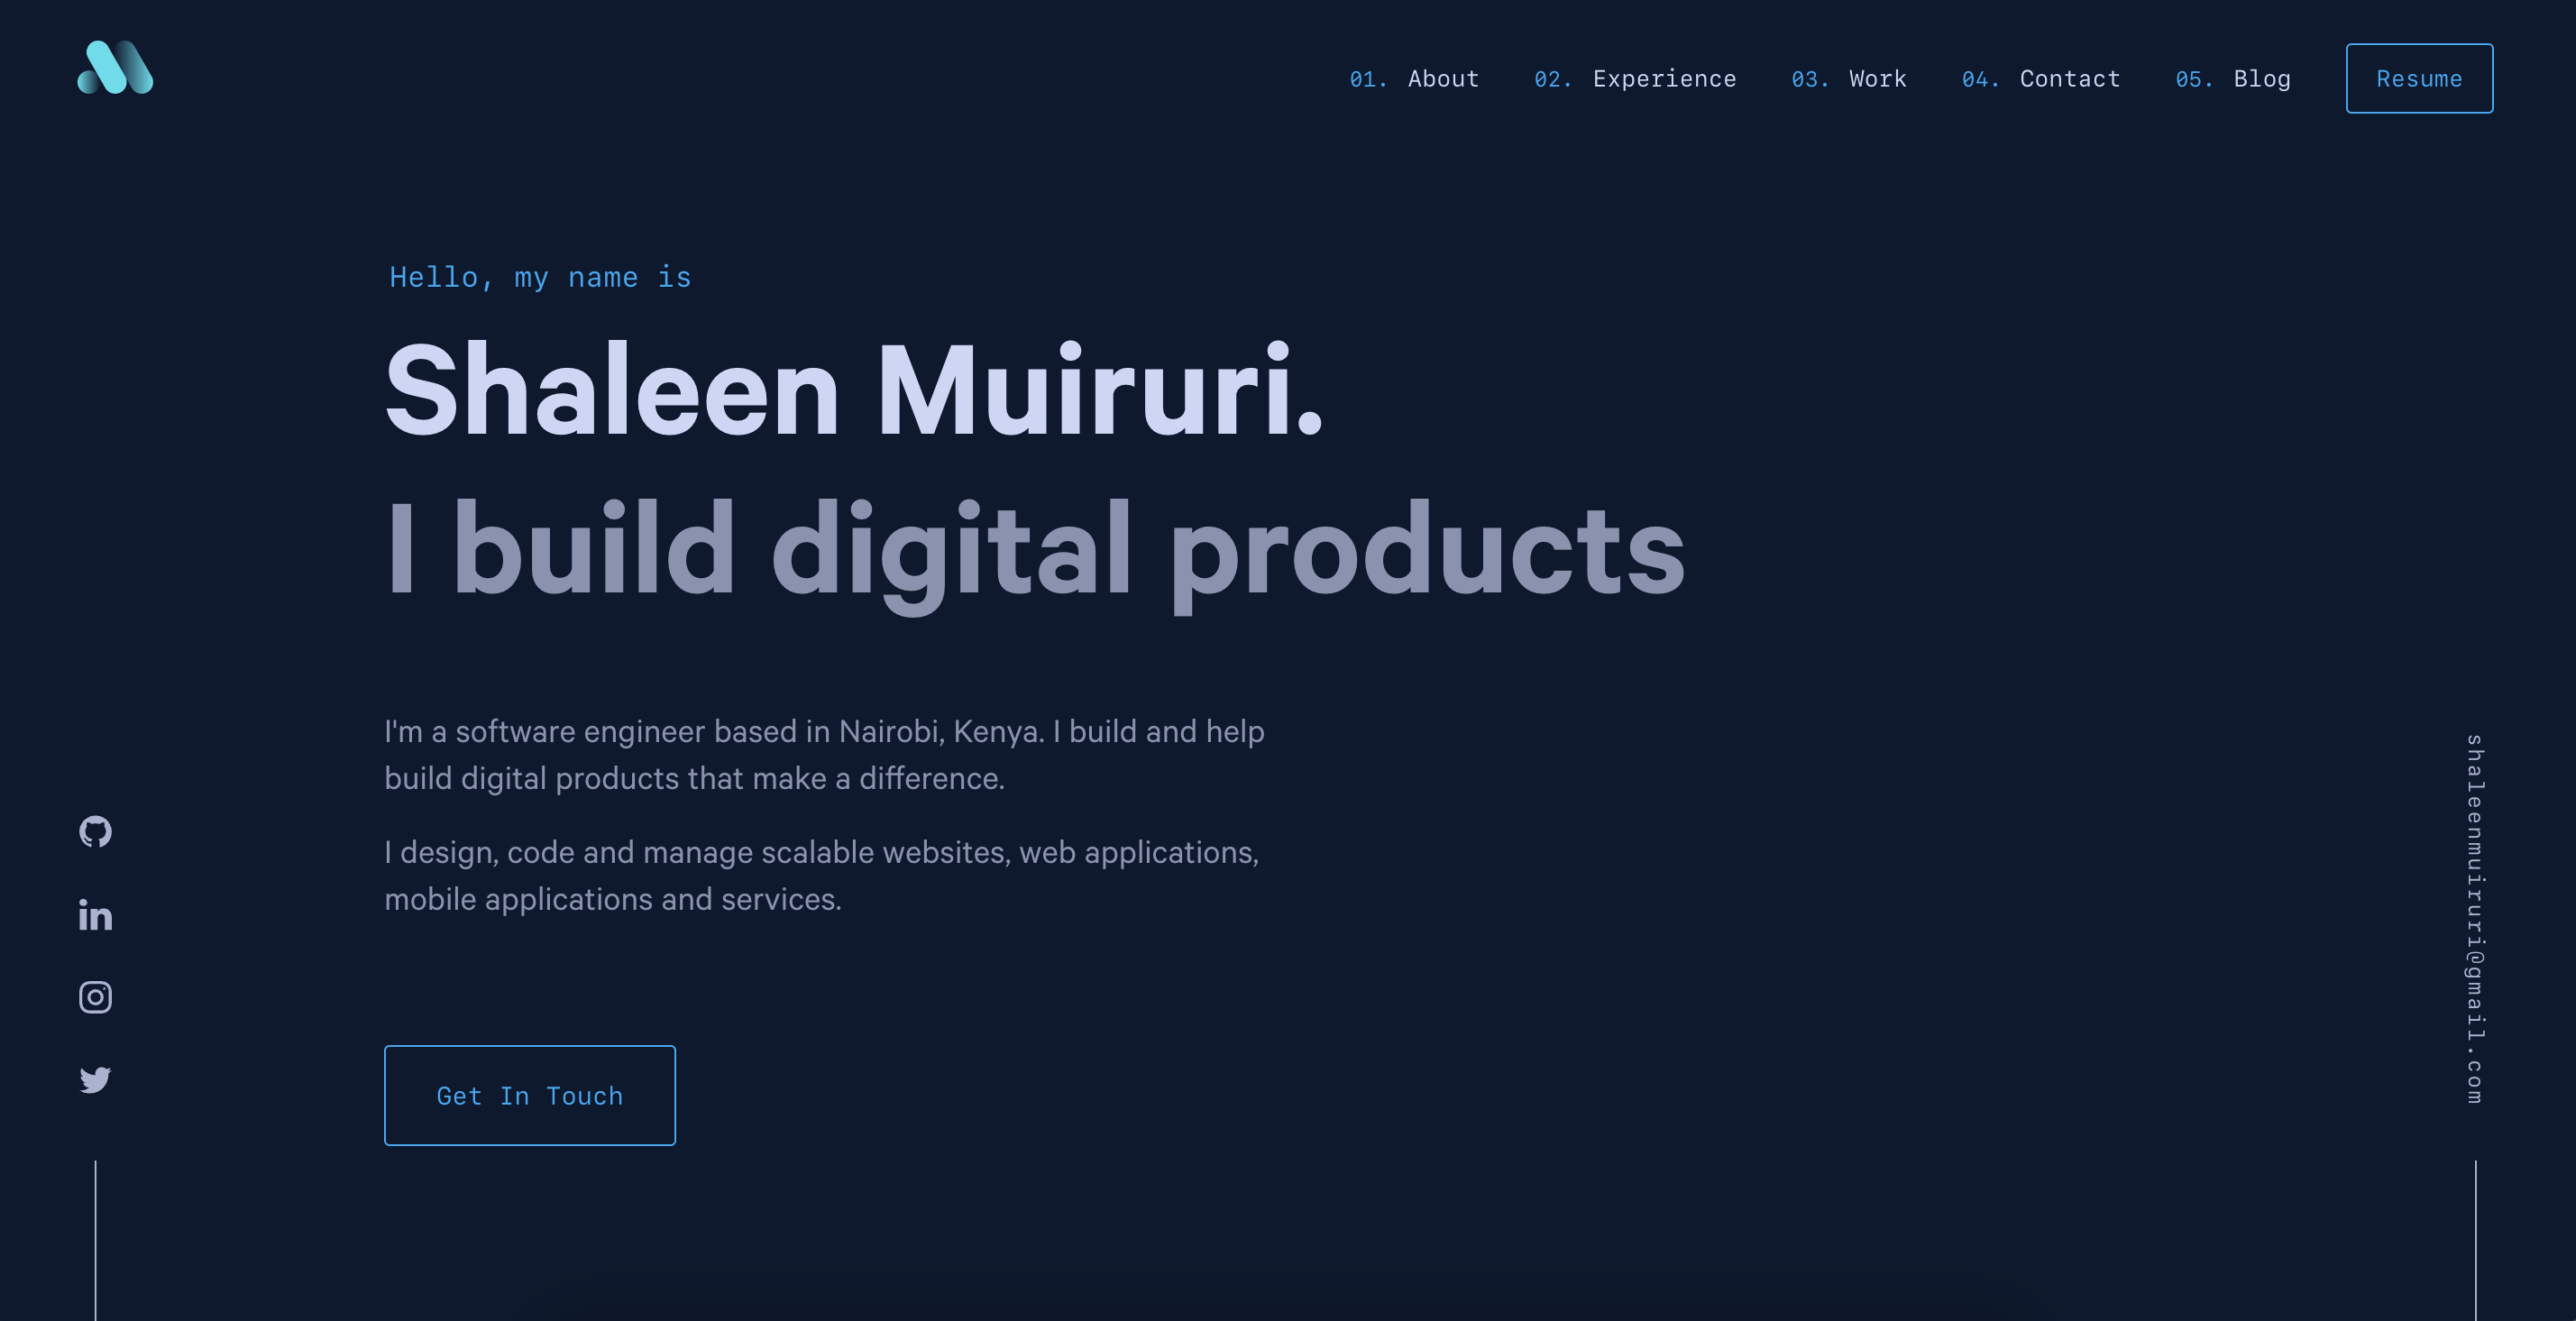 01. About 02. Experience 03. Work 04. Contact 05. Blog Resume
Hello, my name is
Shaleen Muiruri.
I build digital products
I'm a software engineer based in Nairobi, Kenya. I build and help
build digital products that make a difference.
I design, code and manage scalable websites, web applications,
mobile applications and services.
Get In Touch
shaleenmuiruri@gmail.com